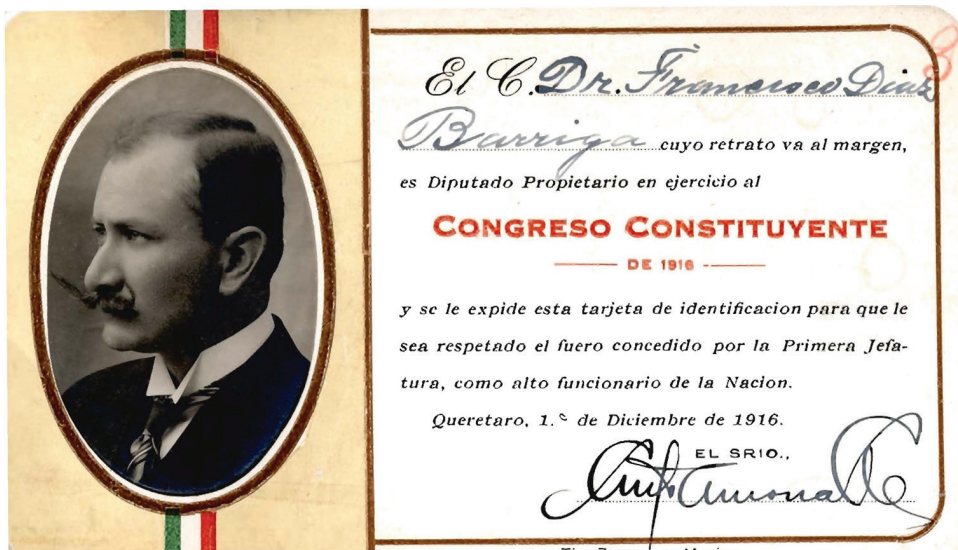 El C. Dr. Francisco Diaz
Barriga cuyo retrato va al margen,
es Diputado Propietario en ejercicio al
CONGRESO CONSTITUYENTE
DE 1916
y se le expide esta tarjeta de identificacion para que le
sea respetado el fuero concedido por la Primera Jefa-
tura, como alto funcionario de la Nacion.
Queretaro, 1.º de Diciembre de 1916.
EL SRIO.,